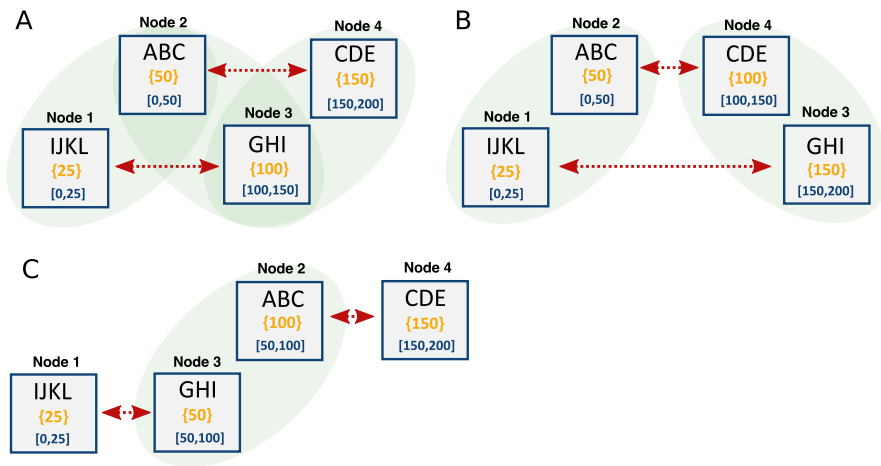 A
Node 2
ABC
{50}
[0,50]
Node 4
CDE
{150}
[150,200]
Node 1
IJKL
{25}
[0,25]
Node 3
GHI
{100}
[100,150]
B
Node 2
ABC
{50}
[0,50]
Node 4
CDE
{100}
[100,150]
Node 1
IJKL
{25}
[0,25]
Node 3
GHI
{150}
[150,200]
C
Node 2
ABC
{100}
[50,100]
Node 4
CDE
{150}
[150,200]
Node 1
IJKL
{25}
[0,25]
Node 3
GHI
{50}
[50,100]